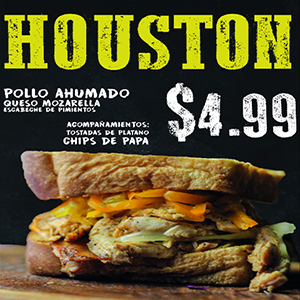 HOUSTON
POLLO AHUMADO
QUESO MOZARELLA
ESCABECHE DE PIMIENTOS
$4.99
ACOMPAÑAMIENTOS:
TOSTADAS DE PLATANO
CHIPS DE PAPA